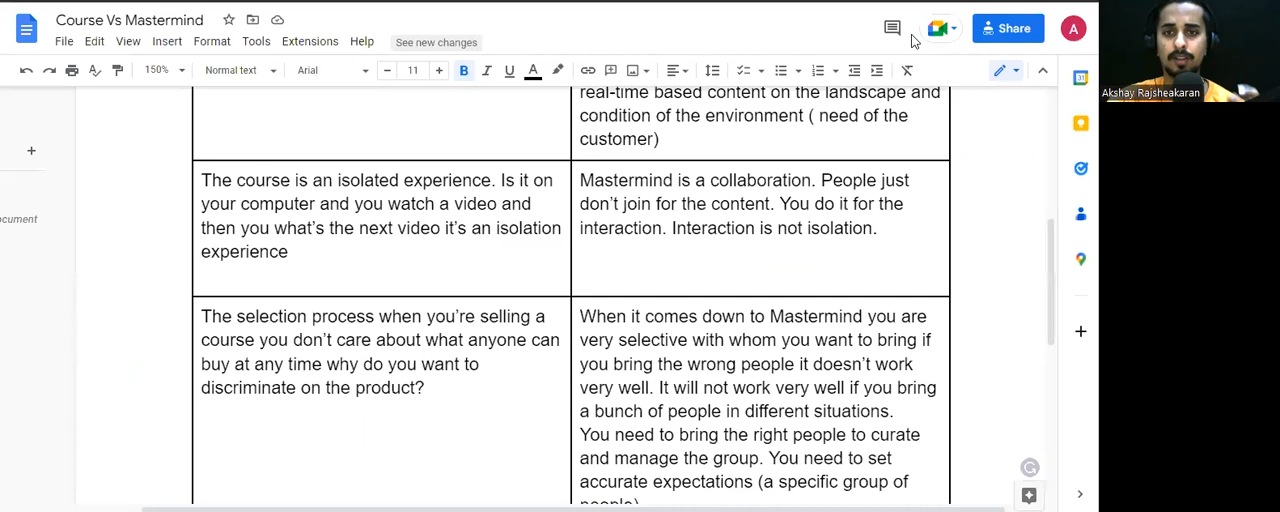 Course Vs Mastermind
File Edit View Insert Format Tools Extensions Help See new changes
Share
A
150% Normal text Arial 11 B I U A
31
Akshay Rajsheakaran
ocument
real-time based content on the landscape and
condition of the environment ( need of the
customer)
The course is an isolated experience. Is it on
your computer and you watch a video and
then you what's the next video it's an isolation
experience
Mastermind is a collaboration. People just
don't join for the content. You do it for the
interaction. Interaction is not isolation.
The selection process when you're selling a
course you don't care about what anyone can
buy at any time why do you want to
discriminate on the product?
When it comes down to Mastermind you are
very selective with whom you want to bring if
you bring the wrong people it doesn't work
very well. It will not work very well if you bring
a bunch of people in different situations.
You need to bring the right people to curate
and manage the group. You need to set
accurate expectations (a specific group of
people)